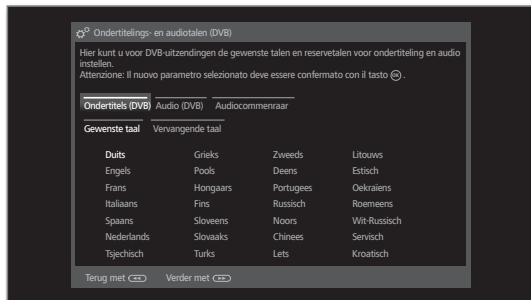 Ondertitelings- en audiotalen (DVB)
Hier kunt u voor DVB-uitzendingen de gewenste talen en reservetalen voor ondertiteling en audio
instellen.
Attenzione: Il nuovo parametro selezionato deve essere confermato con il tasto OK.
Ondertitels (DVB) Audio (DVB) Audiocommenraar
Gewenste taal Vervangende taal
Duits Grieks Zweeds Litouws
Engels Pools Deens Estisch
Frans Hongaars Portugees Oekraiens
Italiaans Fins Russisch Roemeens
Spaans Sloveens Noors Wit-Russisch
Nederlands Slovaaks Chinees Servisch
Tsjechisch Turks Lets Kroatisch
Terug met Verder met